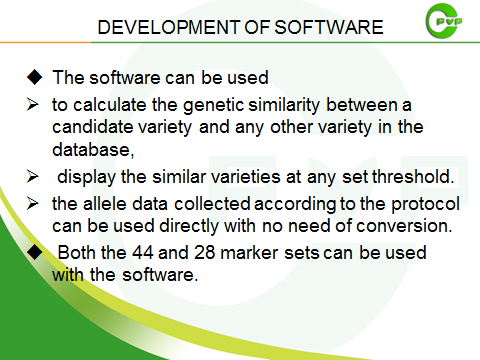 DEVELOPMENT OF SOFTWARE
PVP
◆ The software can be used
➢ to calculate the genetic similarity between a
candidate variety and any other variety in the
database,
➢ display the similar varieties at any set threshold.
➢ the allele data collected according to the protocol
can be used directly with no need of conversion.
◆ Both the 44 and 28 marker sets can be used
with the software.